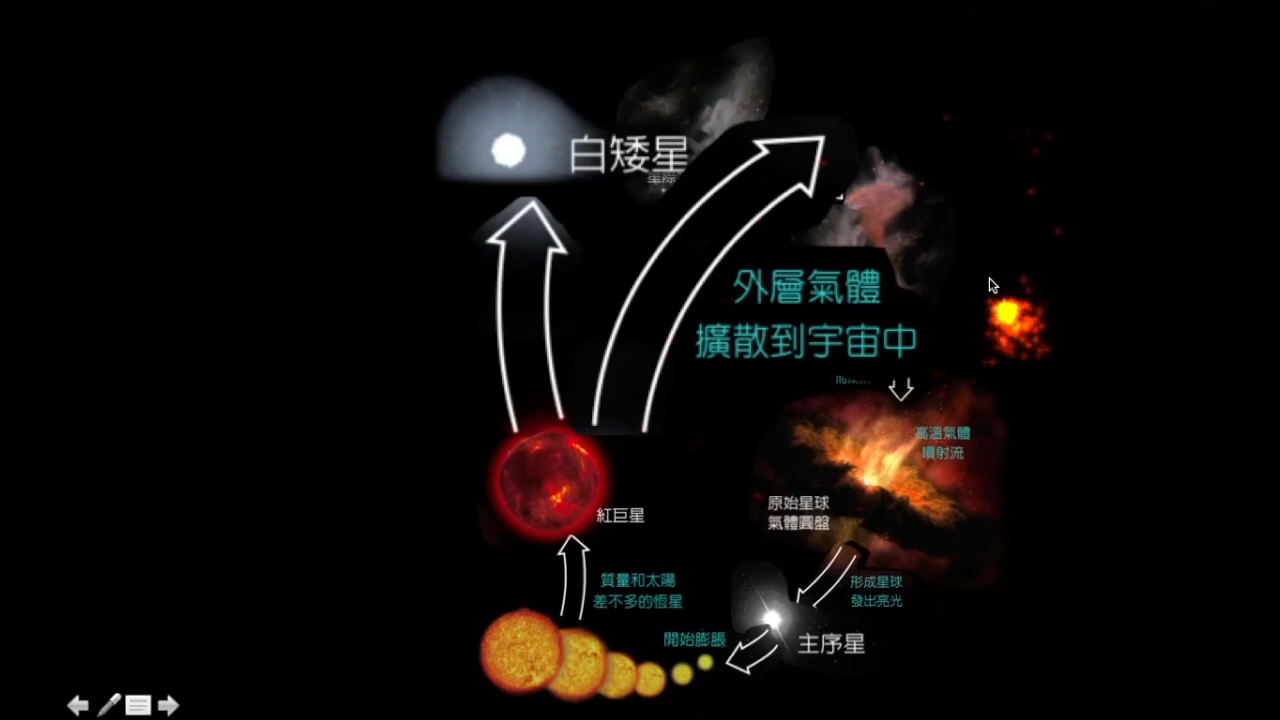 白矮星
星際
外層氣體
擴散到宇宙中
高溫氣體
噴射流
原始星球
氣體圓盤
紅巨星
質量和太陽
差不多的恆星
形成星球
發出亮光
開始膨脹
主序星